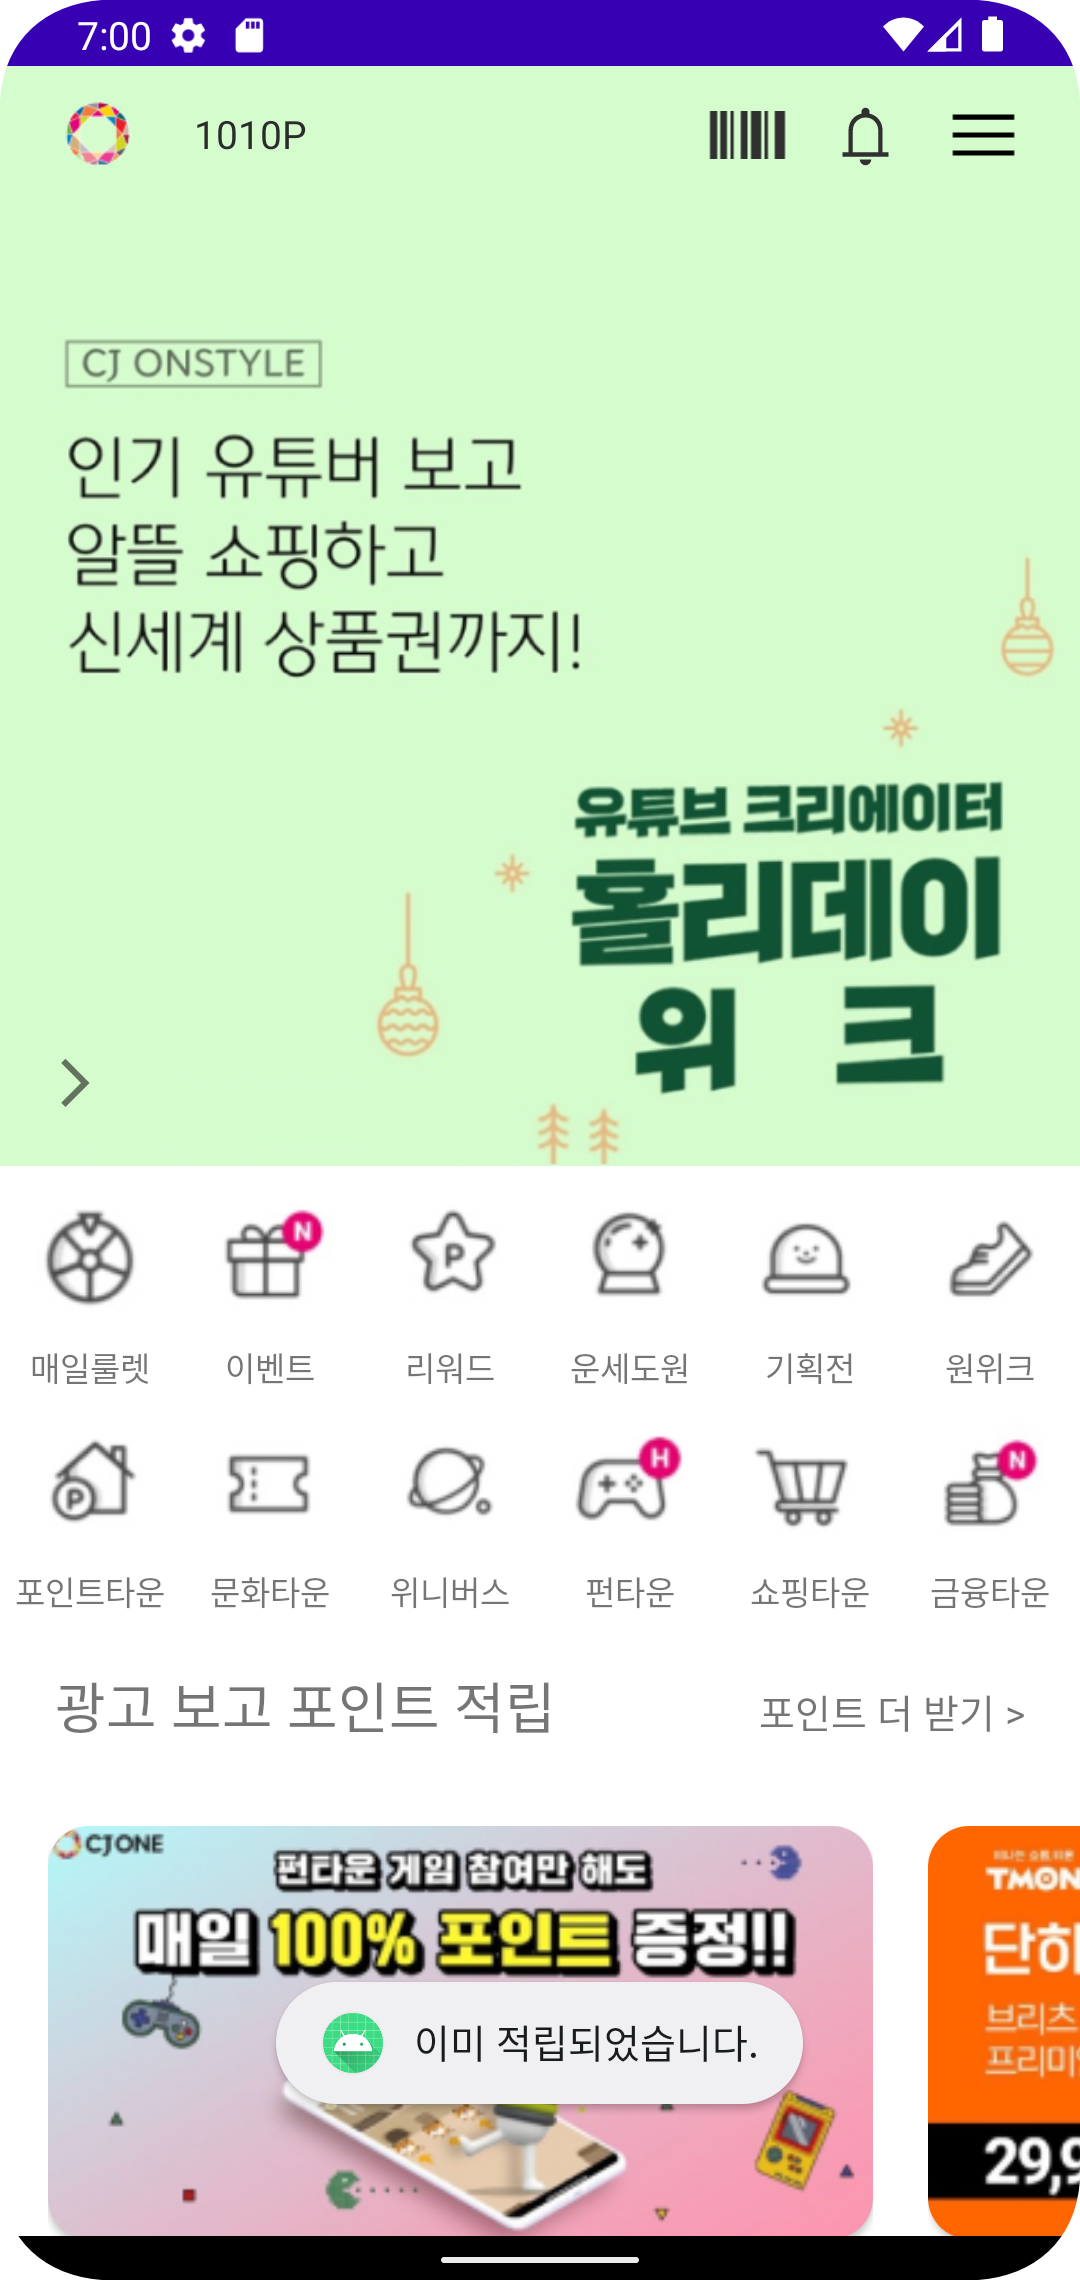 7:00
1010P
CJ ONSTYLE
인기 유튜버 보고
알뜰 쇼핑하고
신세계 상품권까지!
유튜브 크리에이터
홀리데이
위 크
N
P
매일룰렛 이벤트 리워드 운세도원 기획전 원위크
P
H
N
포인트타운 문화타운 위니버스 펀타운 쇼핑타운 금융타운
광고 보고 포인트 적립
포인트 더 받기 >
CJ ONE
펀타운 게임 참여만 해도
매일 100% 포인트 증정!!
이미 적립되었습니다.
TMON
단하
브리츠
프리미
29,9